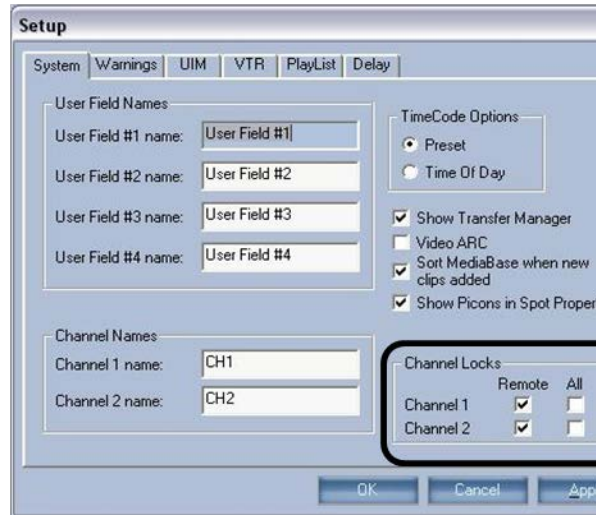 Setup
System Warnings UIM VTR PlayList Delay
User Field Names
User Field #1 name: User Field #1
User Field #2 name: User Field #2
User Field #3 name: User Field #3
User Field #4 name: User Field #4
TimeCode Options
Preset
Time Of Day
Show Transfer Manager
Video ARC
Sort MediaBase when new
clips added
Show Picons in Spot Proper
Channel Names
Channel 1 name: CH1
Channel 2 name: CH2
Channel Locks
Remote All
Channel 1
Channel 2
OK Cancel App